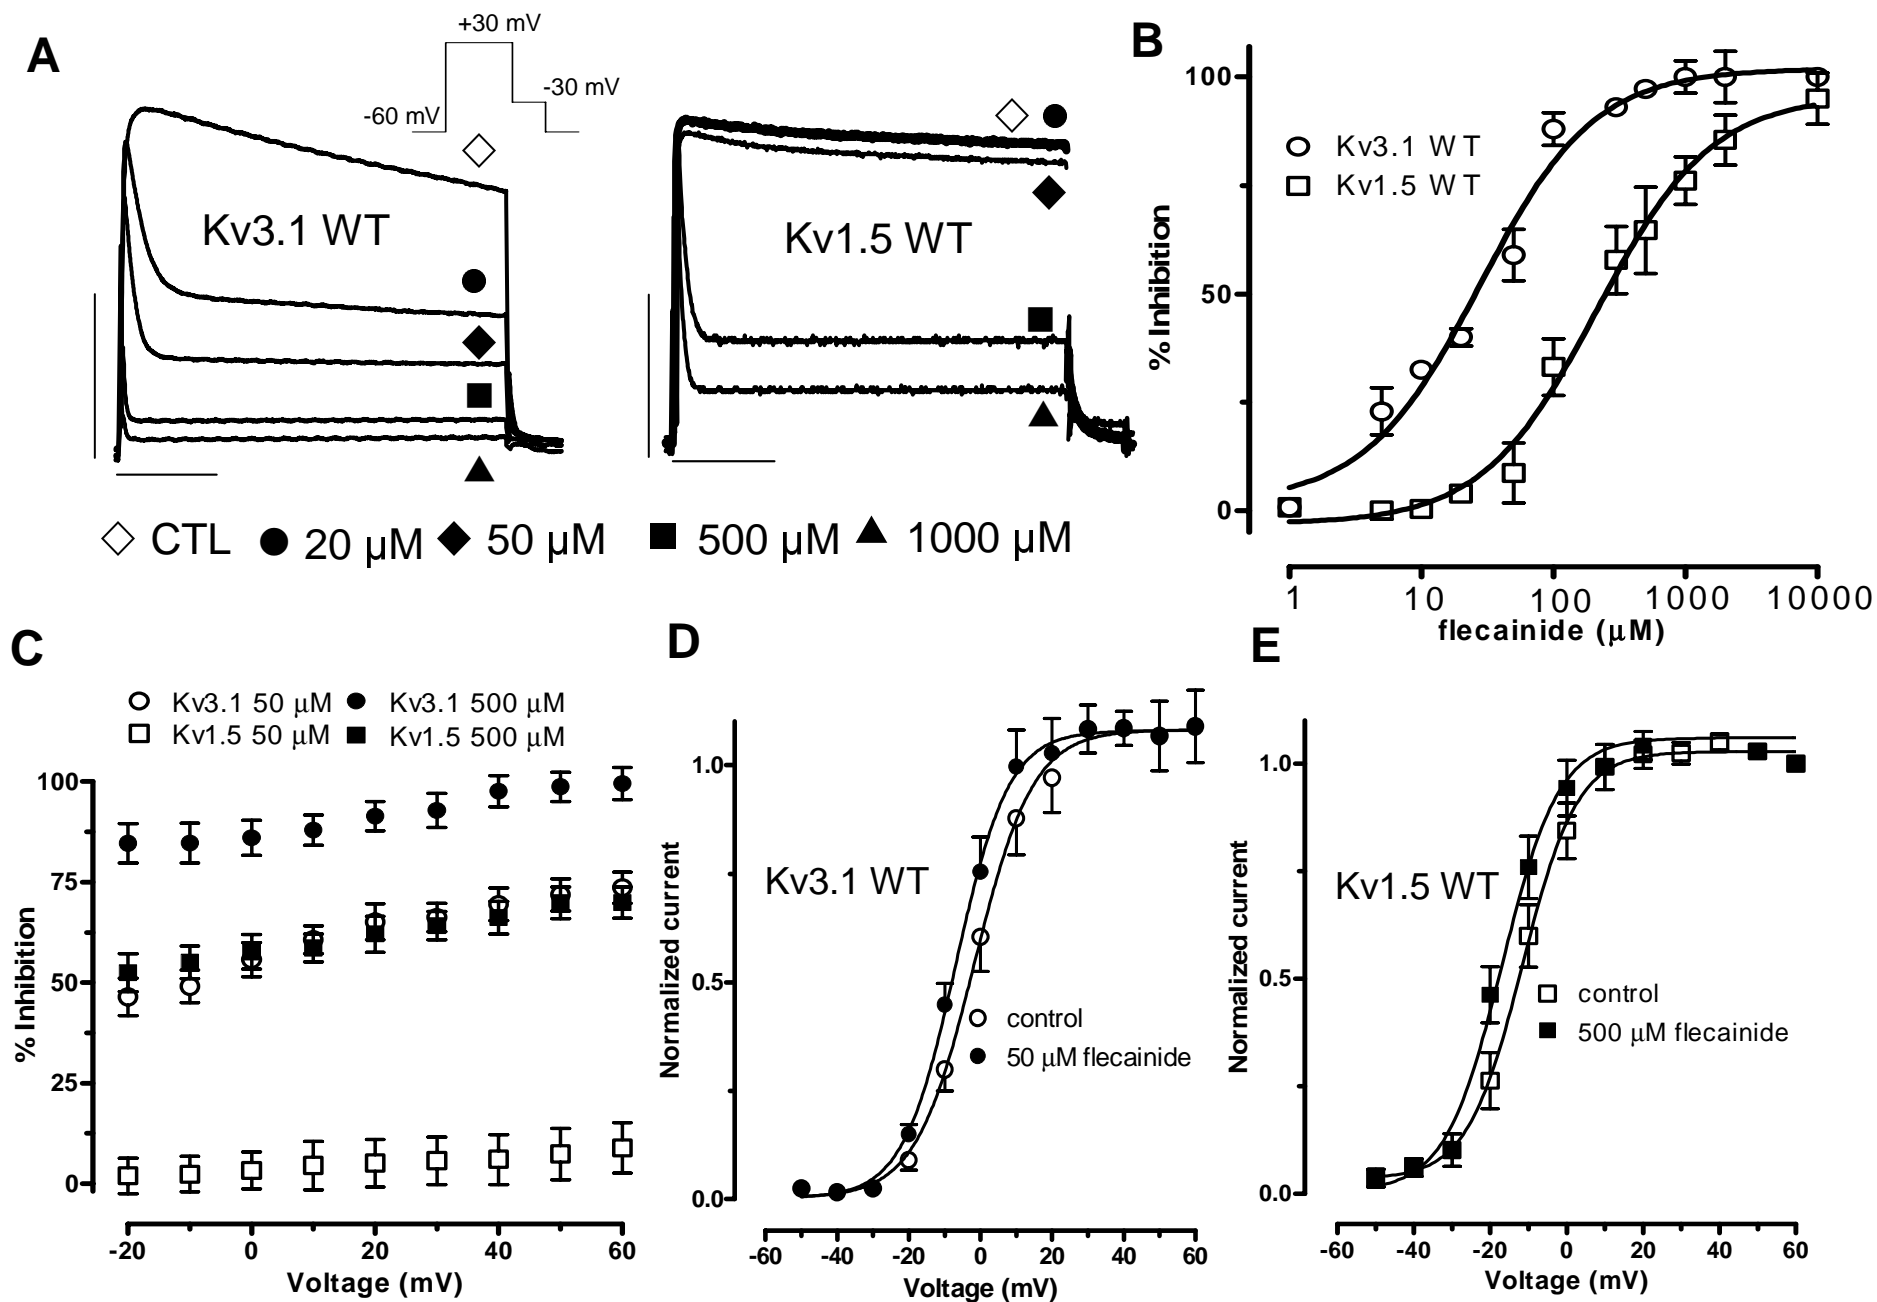 A
+30 mV
-30 mV
-60 mV
Kv3.1 WT
Kv1.5 WT
CTL 20 µM 50 µM 500 µM 1000 µM
B
100
50
0
% Inhibition
Kv3.1 WT
Kv1.5 WT
1 10 100 1000 10000
flecainide (µM)
C
Kv3.1 50 µM Kv3.1 500 µM
Kv1.5 50 µM Kv1.5 500 µM
100
75
50
25
0
% Inhibition
-20 0 20 40 60
Voltage (mV)
D
1.0
0.5
0.0
Normalized current
Kv3.1 WT
control
50 µM flecainide
-60 -40 -20 0 20 40 60
Voltage (mV)
E
1.0
0.5
0.0
Normalized current
Kv1.5 WT
control
500 µM flecainide
-60 -40 -20 0 20 40 60
Voltage (mV)